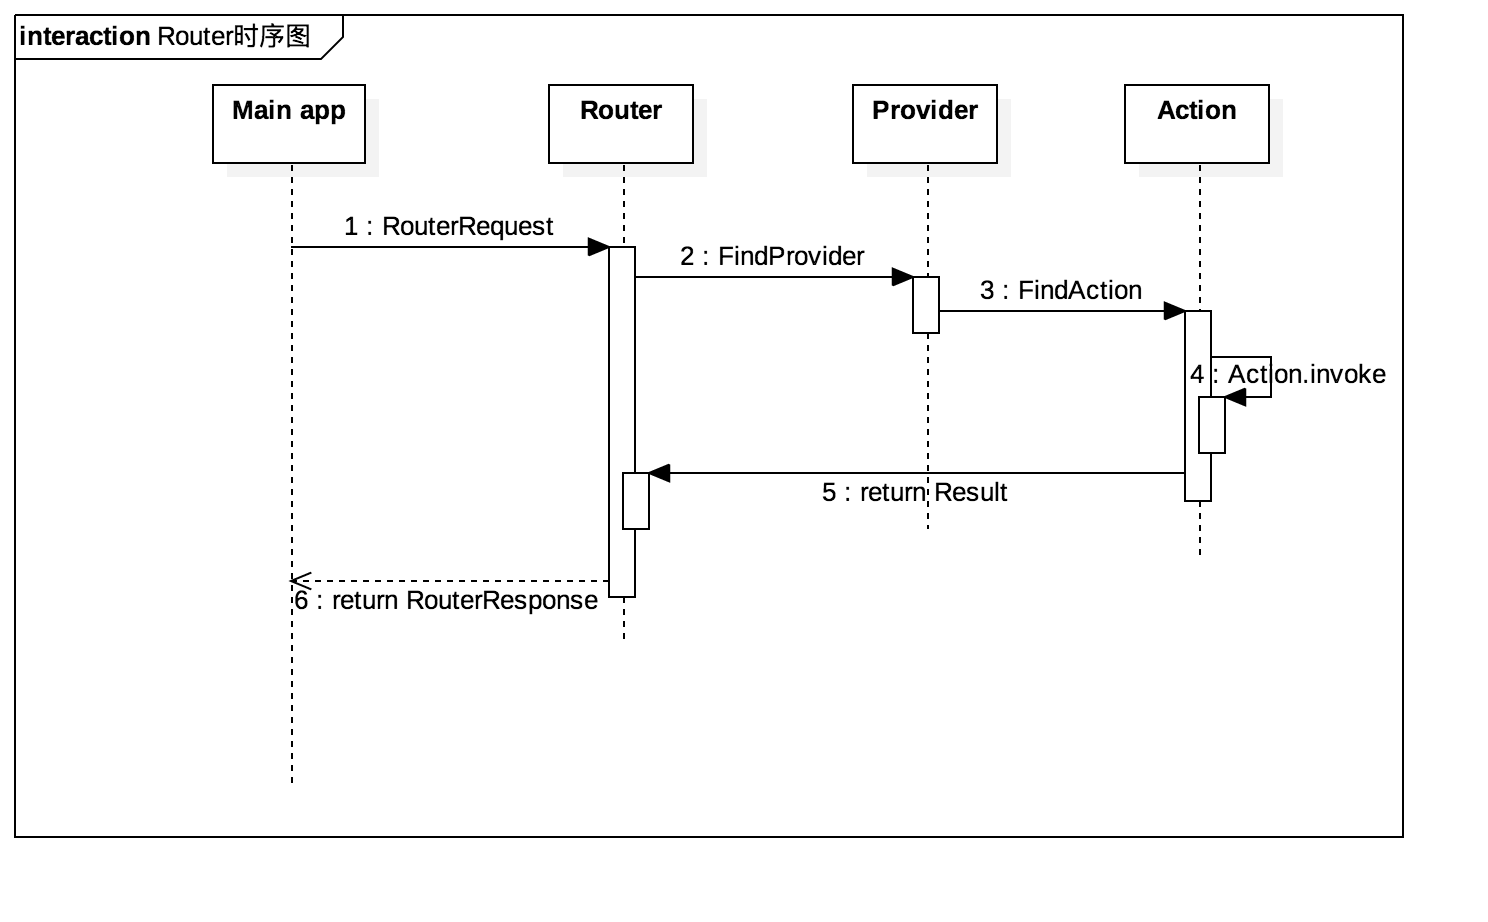 interaction Router时序图
Main app
Router
Provider
Action
1 : RouterRequest
2 : FindProvider
3 : FindAction
4 : Action.invoke
5 : return Result
6 : return RouterResponse